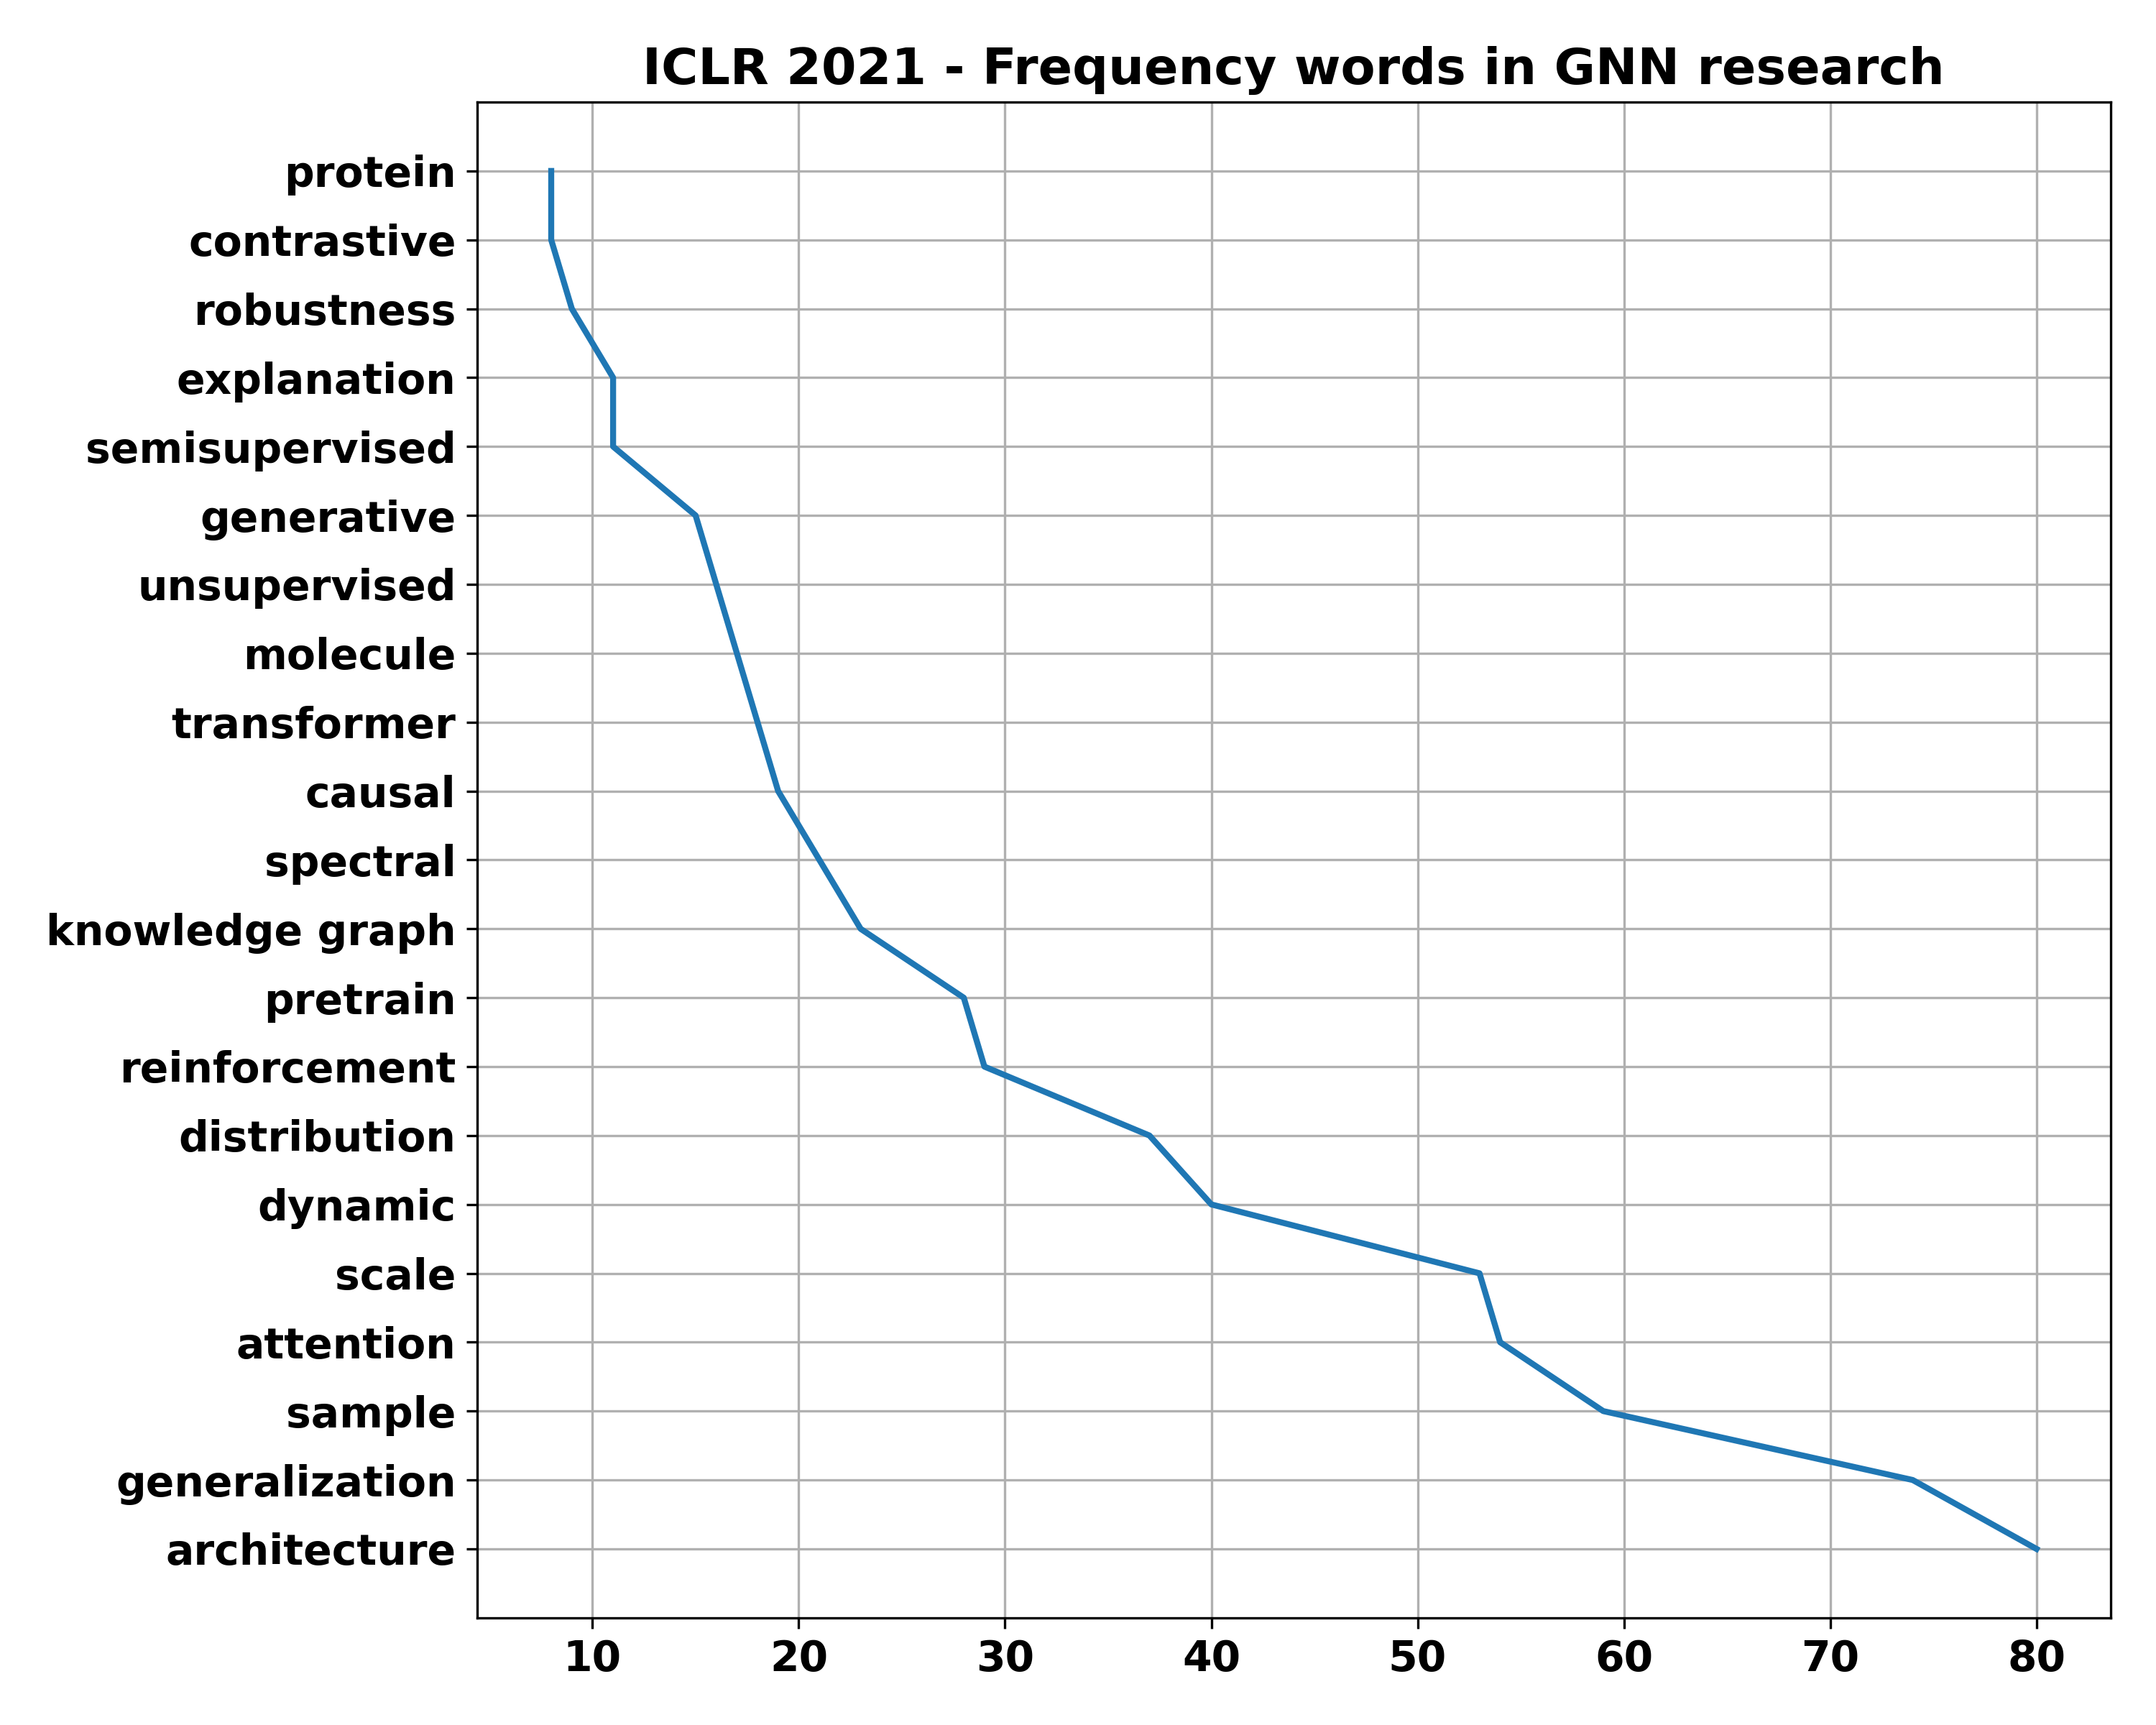 ICLR 2021 - Frequency words in GNN research
protein
contrastive
robustness
explanation
semisupervised
generative
unsupervised
molecule
transformer
causal
spectral
knowledge graph
pretrain
reinforcement
distribution
dynamic
scale
attention
sample
generalization
architecture
10 20 30 40 50 60 70 80